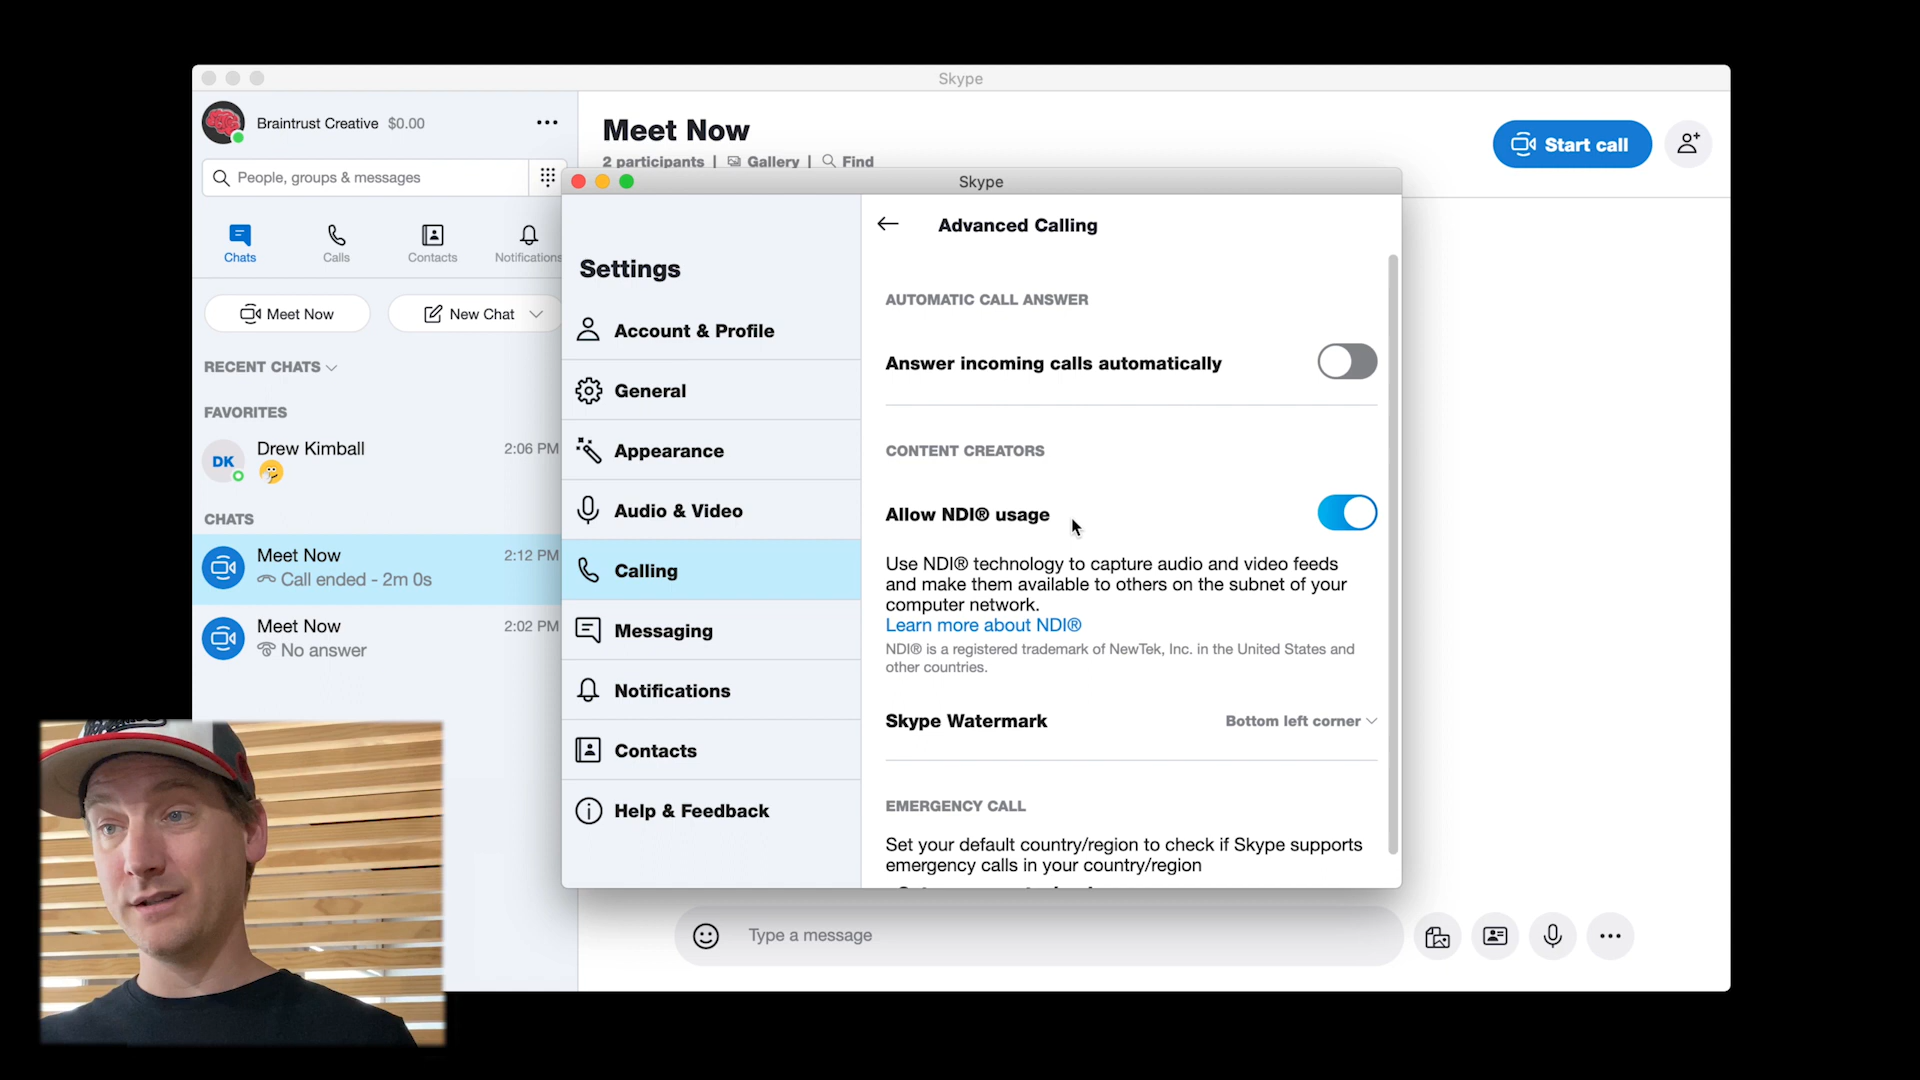 Skype
Braintrust Creative $0.00
People, groups & messages
Chats
Calls
Contacts
Notifications
Meet Now
New Chat
RECENT CHATS
FAVORITES
DK
Drew Kimball
2:06 PM
CHATS
Meet Now
2:12 PM
Call ended - 2m 0s
Meet Now
2:02 PM
No answer
Meet Now
2 participants | Gallery | Find
Start call
Skype
Settings
Account & Profile
General
Appearance
Audio & Video
Calling
Messaging
Notifications
Contacts
Help & Feedback
Advanced Calling
AUTOMATIC CALL ANSWER
Answer incoming calls automatically
CONTENT CREATORS
Allow NDI® usage
Use NDI® technology to capture audio and video feeds
and make them available to others on the subnet of your
computer network.
Learn more about NDI®
NDI® is a registered trademark of NewTek, Inc. in the United States and
other countries.
Skype Watermark
Bottom left corner
EMERGENCY CALL
Set your default country/region to check if Skype supports
emergency calls in your country/region
Type a message